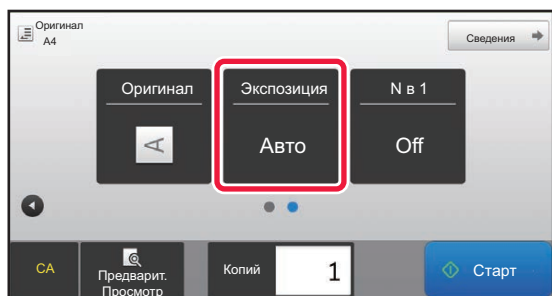 Оригинал
A4
Сведения
Оригинал
Экспозиция
N в 1
A
Авто
Off
CA
Предварит.
Просмотр
Копий
1
Старт